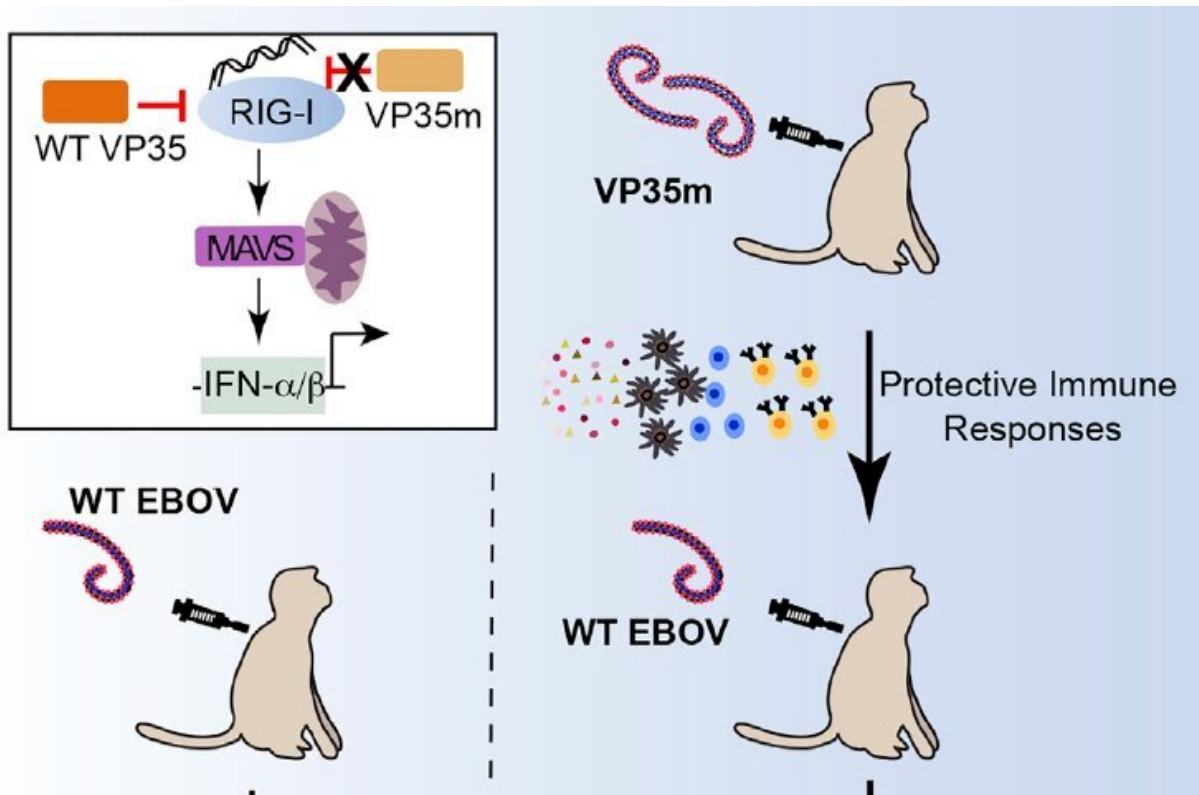 WT VP35
RIG-I
X
VP35m
MAVS
-IFN-α/β
VP35m
Protective Immune
Responses
WT EBOV
WT EBOV